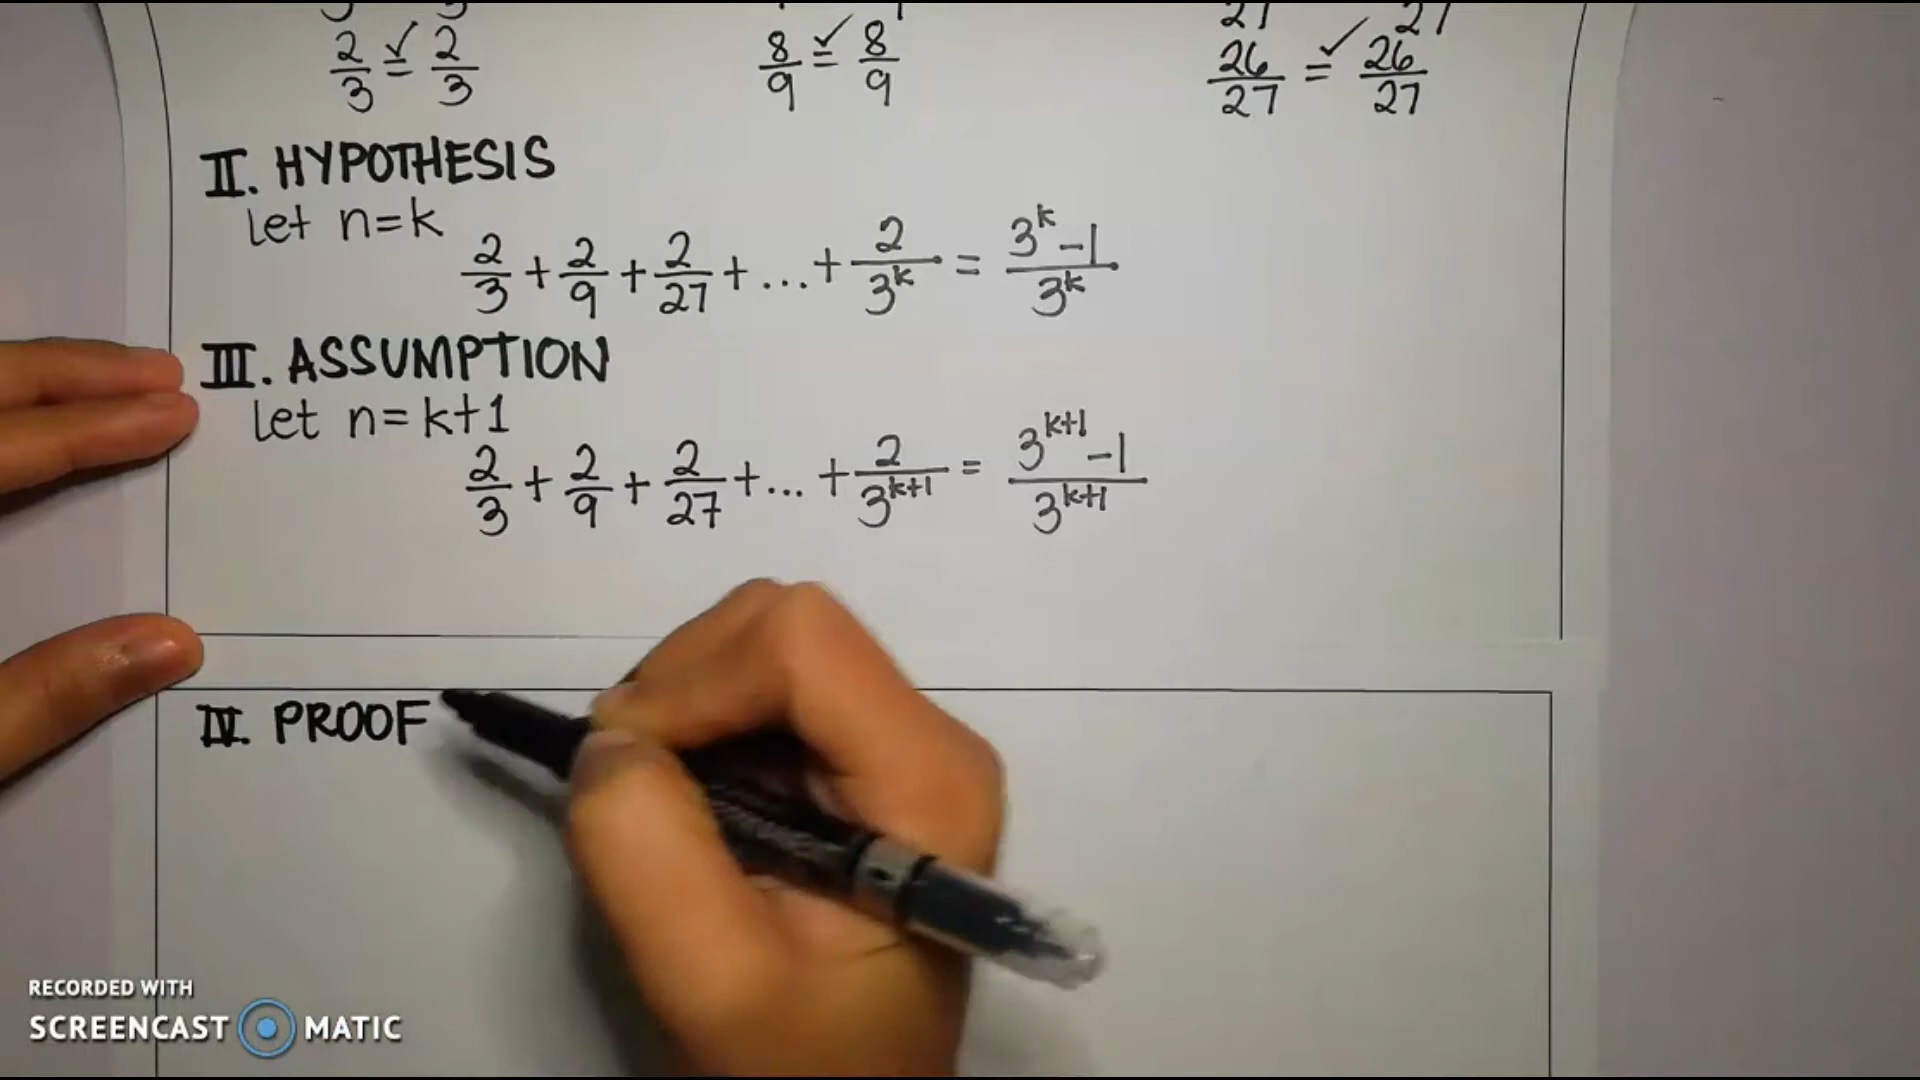 2/3 = ✓ 2/3    8/9 = ✓ 8/9    26/27 = ✓ 26/27
II. HYPOTHESIS
let n=k
2/3 + 2/9 + 2/27 + ... + 2/3^k = (3^k - 1)/3^k
III. ASSUMPTION
let n=k+1
2/3 + 2/9 + 2/27 + ... + 2/3^(k+1) = (3^(k+1) - 1)/3^(k+1)
IV. PROOF
RECORDED WITH
SCREENCAST MATIC